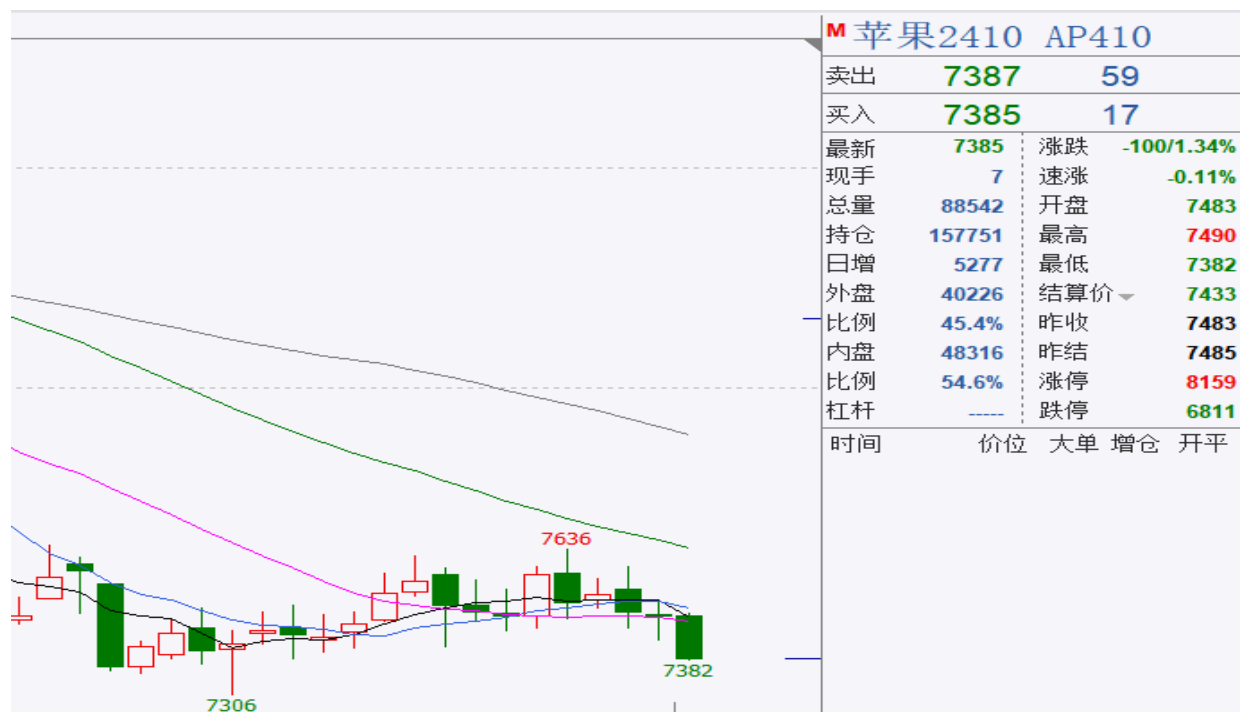 M 苹果2410 AP410
卖出 7387 59
买入 7385 17
最新 7385 涨跌 -100/1.34%
现手 7 速涨 -0.11%
总量 88542 开盘 7483
持仓 157751 最高 7490
日增 5277 最低 7382
外盘 40226 结算价 7433
比例 45.4% 昨收 7483
内盘 48316 昨结 7485
比例 54.6% 涨停 8159
杠杆 ----- 跌停 6811
时间 价位 大单 增仓 开平
7636
7382
7306